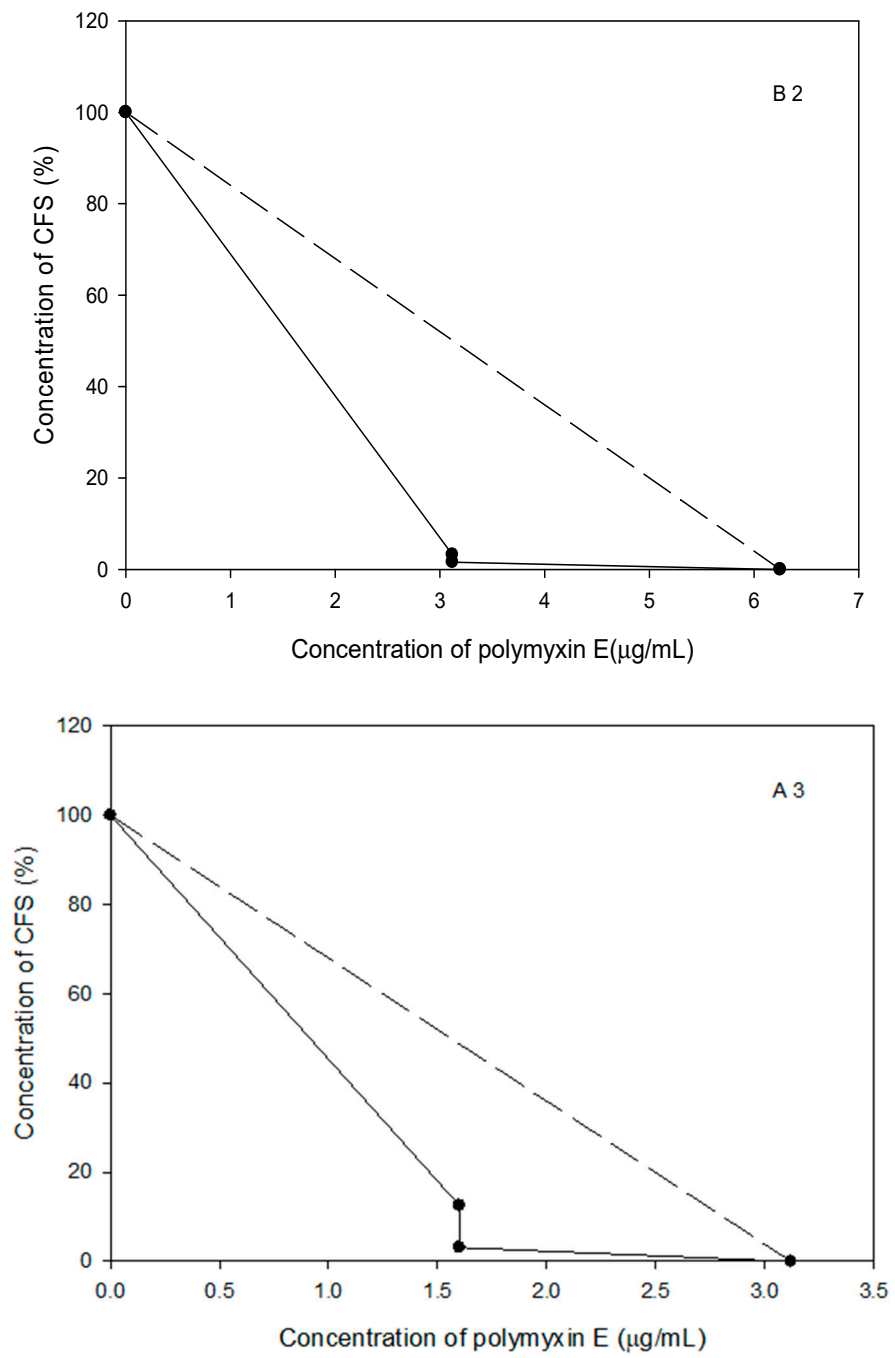 120
B 2
100
80
60
40
20
0
Concentration of CFS (%)
0 1 2 3 4 5 6 7
Concentration of polymyxin E(μg/mL)
120
A 3
100
80
60
40
20
0
Concentration of CFS (%)
0.0 0.5 1.0 1.5 2.0 2.5 3.0 3.5
Concentration of polymyxin E (μg/mL)